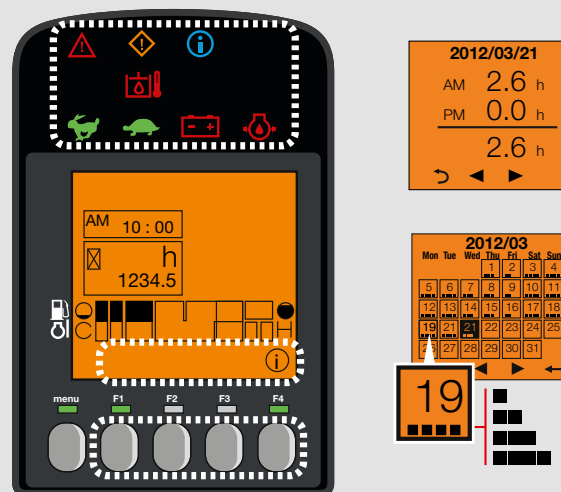 AM 10 : 00
h
1234.5
C H
menu F1 F2 F3 F4
2012/03/21
AM 2.6 h
PM 0.0 h
2.6 h
2012/03
Mon Tue Wed Thu Fri Sat Sun
1 2 3 4
5 6 7 8 9 10 11
12 13 14 15 16 17 18
19 21 21 22 23 24 25
27 28 29 30 31
19